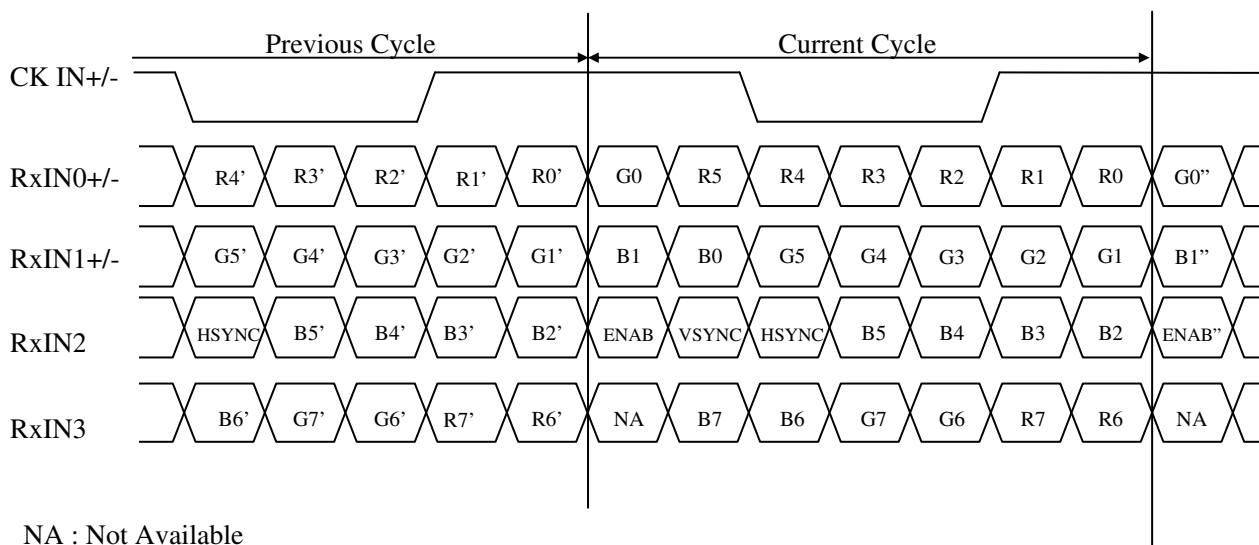 Previous Cycle Current Cycle
CK IN+/-
RxIN0+/- R4’ R3’ R2’ R1’ R0’ G0 R5 R4 R3 R2 R1 R0 G0”
RxIN1+/- G5’ G4’ G3’ G2’ G1’ B1 B0 G5 G4 G3 G2 G1 B1”
RxIN2 HSYNC B5’ B4’ B3’ B2’ ENAB VSYNC HSYNC B5 B4 B3 B2 ENAB”
RxIN3 B6’ G7’ G6’ R7’ R6’ NA B7 B6 G7 G6 R7 R6 NA
NA : Not Available